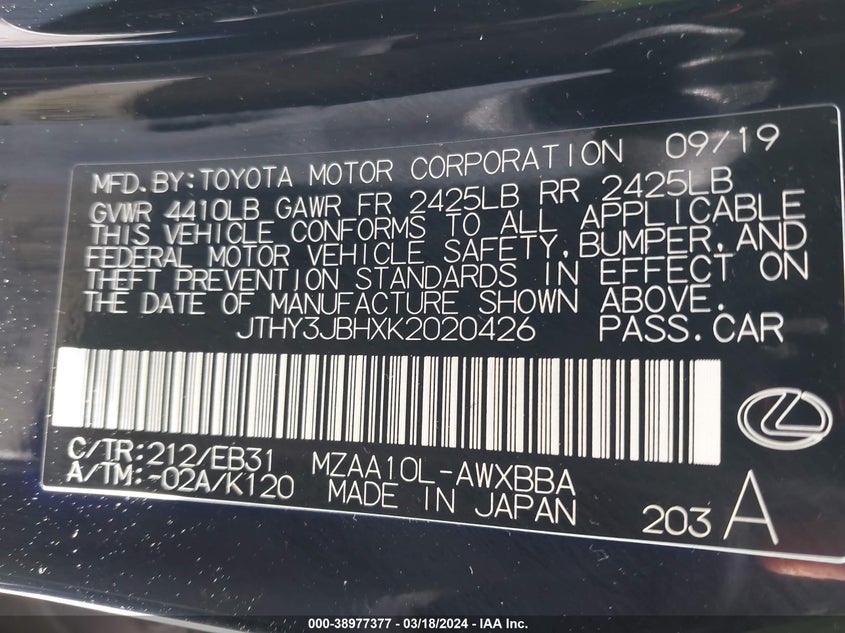 MFD.BY:TOYOTA MOTOR CORPORATION 09/19
GVWR 4410LB GAWR FR 2425LB RR 2425LB
THIS VEHICLE CONFORMS TO ALL APPLICABLE
FEDERAL MOTOR VEHICLE SAFETY,BUMPER,AND
THEFT PREVENTION STANDARDS IN EFFECT ON
THE DATE OF MANUFACTURE SHOWN ABOVE.
JTHY3JBHXK2020426 PASS.CAR
C/TR:212/EB31 MZAA10L-AWXBBA
A/TM:-02A/K120 MADE IN JAPAN 203 A
000-38977377 - 03/18/2024 - IAA Inc.